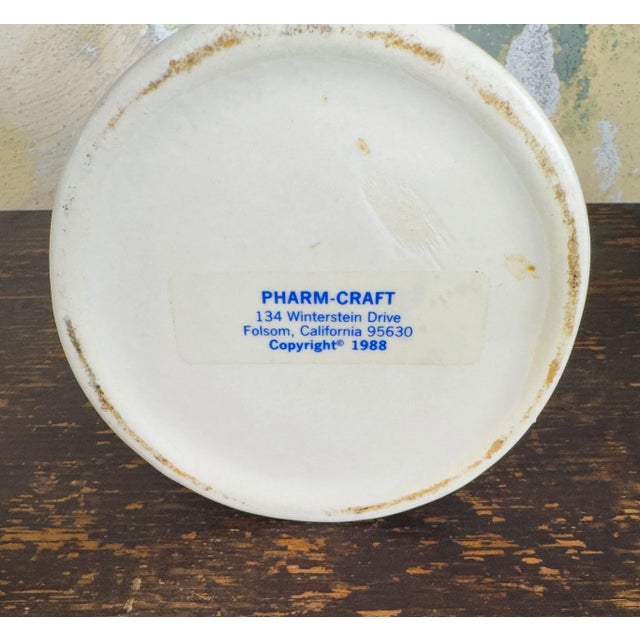 PHARM-CRAFT
134 Winterstein Drive
Folsom, California 95630
Copyright© 1988